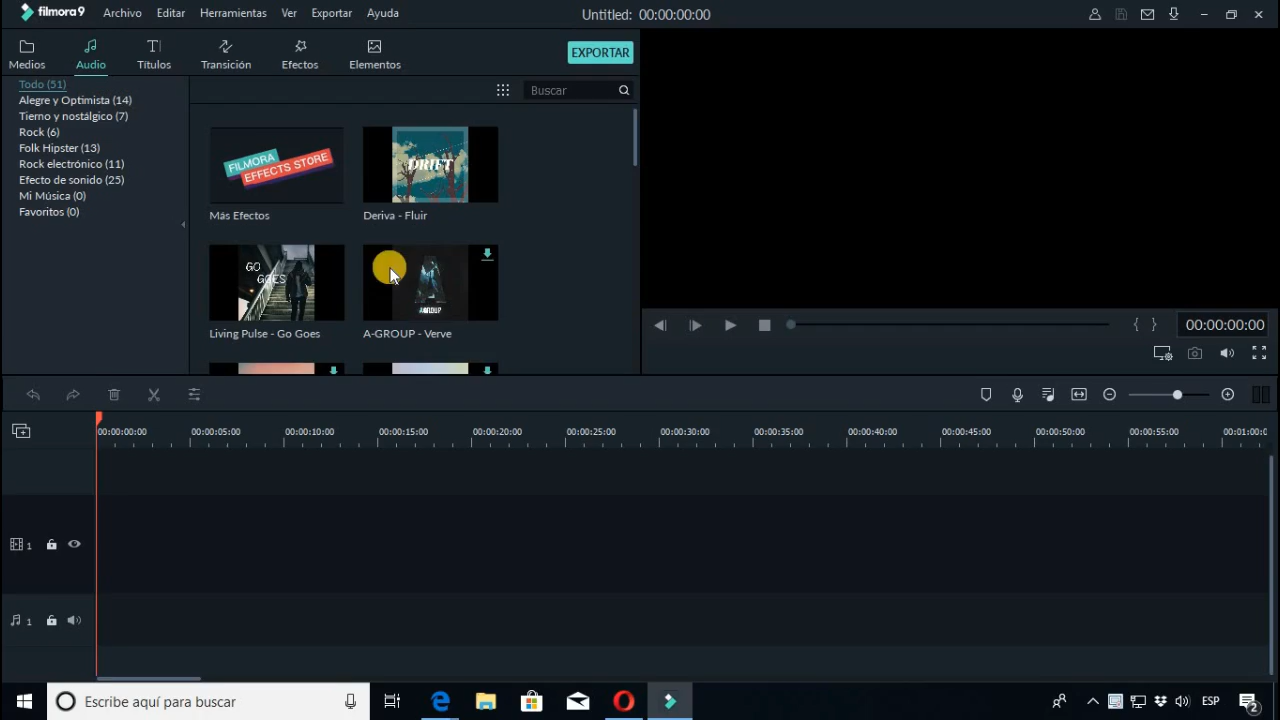 filmora9 Archivo Editar Herramientas Ver Exportar Ayuda Untitled: 00:00:00:00
Medios Audio Títulos Transición Efectos Elementos EXPORTAR
Todo (51)
Alegre y Optimista (14)
Tierno y nostálgico (7)
Rock (6)
Folk Hipster (13)
Rock electrónico (11)
Efecto de sonido (25)
Mi Música (0)
Favoritos (0)
Buscar
FILMORA
EFFECTS STORE
Más Efectos
DRIFT
Deriva - Fluir
GO
GOES
Living Pulse - Go Goes
A
AGROUP
A-GROUP - Verve
{ } 00:00:00:00
00:00:00:00 00:00:05:00 00:00:10:00 00:00:15:00 00:00:20:00 00:00:25:00 00:00:30:00 00:00:35:00 00:00:40:00 00:00:45:00 00:00:50:00 00:00:55:00 00:01:00:0
1
1
Escribe aquí para buscar
ESP
2